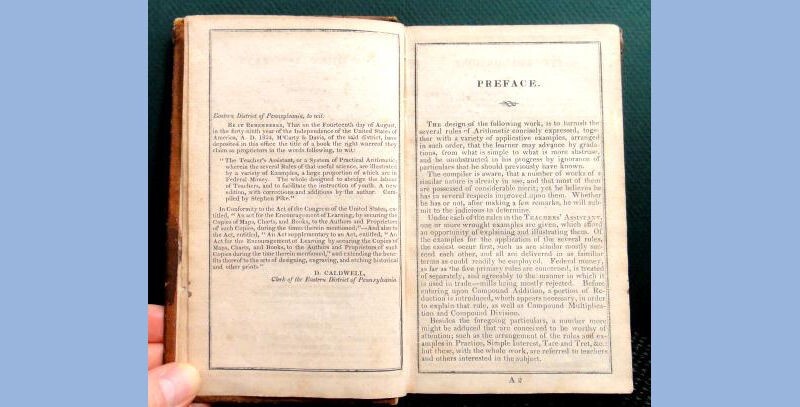 Eastern District of Pennsylvania, to wit:
BE IT REMEMBERED, That on the Fourteenth day of August,
in the forty-ninth year of the Independence of the United States of
America, A. D. 1824, M'Carty & Davis, of the said district, have
deposited in this office the title of a book the right whereof they
claim as proprietors in the words following, to wit:
"The Teacher's Assistant, or a System of Practical Arithmetic;
wherein the several Rules of that useful science, are illustrated
by a variety of Examples, a large proportion of which are in
Federal Money. The whole designed to abridge the labour
of Teachers, and to facilitate the instruction of youth. A new
edition, with corrections and additions by the author. Com-
piled by Stephen Pike."
In Conformity to the Act of the Congress of the United States, en-
titled, "An act for the Encouragement of Learning, by securing the
Copies of Maps, Charts, and Books, to the Authors and Proprietors
of such Copies, during the times therein mentioned."—And also to
the Act, entitled, "An Act supplementary to an Act, entitled, "An
Act for the Encouragement of Learning, by securing the Copies of
Maps, Charts, and Books, to the Authors and Proprietors of such
Copies during the time therein mentioned," and extending the bene-
fits thereof to the arts of designing, engraving, and etching historical
and other prints."
D. CALDWELL,
Clerk of the Eastern District of Pennsylvania
PREFACE.
THE design of the following work, is to furnish the
several rules of Arithmetic concisely expressed, toge-
ther with a variety of applicative examples, arranged
in such order, that the learner may advance by grada-
tions, from what is simple to what is more abstruse,
and be unobstructed in his progress by ignorance of
particulars that he should previously have known.
The compiler is aware, that a number of works of a
similar nature is already in use; and that most of them
are possessed of considerable merit; yet he believes he
has in several respects improved upon them. Whether
he has or not, after making a few remarks, he will sub-
mit to the judicious to determine.
Under each of the rules in the TEACHERS' ASSISTANT,
one or more wrought examples are given, which afford
an opportunity of explaining and illustrating them. Of
the examples for the application of the several rules,
the easiest occur first, such as are similar mostly suc-
ceed each other, and all are delivered in as familiar
terms as could readily be employed. Federal money,
as far as the five primary rules are concerned, is treated
of separately, and agreeably to the manner in which it
is used in trade—mills being mostly rejected. Before
entering upon Compound Addition, a portion of Re-
duction is introduced, which appears necessary, in order
to explain that rule, as well as Compound Multiplica-
tion and Compound Division.
Besides the foregoing particulars, a number more
might be adduced that are conceived to be worthy of
attention; such as the arrangement of the rules and ex-
amples in Practice, Simple Interest, Tare and Tret, &c.:
but these, with the whole work, are referred to teachers
and others interested in the subject.
A 2